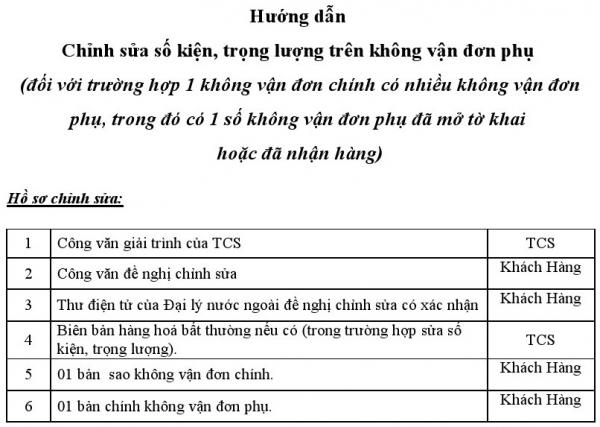 Hướng dẫn
Chỉnh sửa số kiện, trọng lượng trên không vận đơn phụ
(đối với trường hợp 1 không vận đơn chính có nhiều không vận đơn
phụ, trong đó có 1 số không vận đơn phụ đã mở tờ khai
hoặc đã nhận hàng)
Hồ sơ chỉnh sửa:
1 Công văn giải trình của TCS TCS
2 Công văn đề nghị chỉnh sửa Khách Hàng
3 Thư điện tử của Đại lý nước ngoài đề nghị chỉnh sửa có xác nhận Khách Hàng
4 Biên bản hàng hoá bất thường nếu có (trong trường hợp sửa số
kiện, trọng lượng). TCS
5 01 bản sao không vận đơn chính. Khách Hàng
6 01 bản chính không vận đơn phụ. Khách Hàng